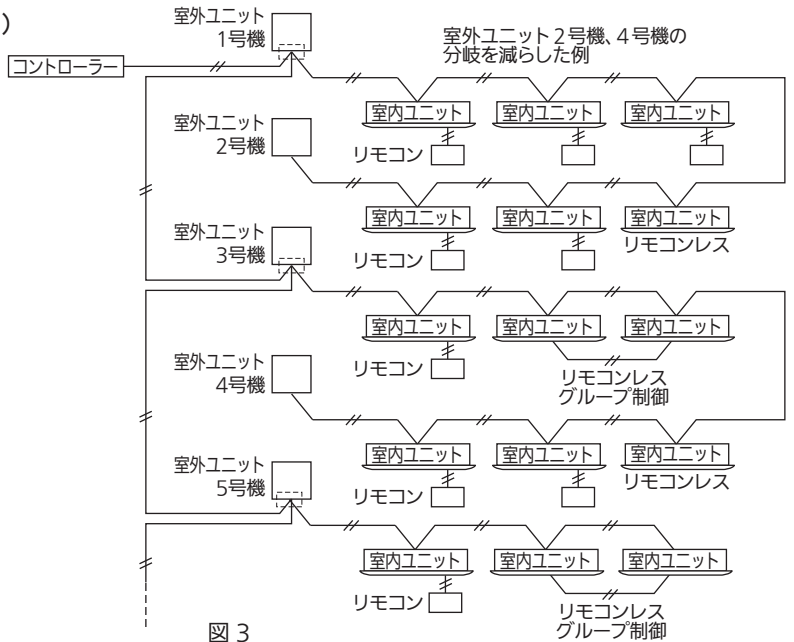 )
室外ユニット
1号機
コントローラー
室外ユニット2号機、4号機の
分岐を減らした例
室内ユニット
室内ユニット
室内ユニット
リモコン
室外ユニット
2号機
室内ユニット
室内ユニット
室内ユニット
リモコン
リモコンレス
室外ユニット
3号機
室内ユニット
室内ユニット
室内ユニット
リモコン
リモコンレス
グループ制御
室外ユニット
4号機
室内ユニット
室内ユニット
室内ユニット
リモコン
リモコンレス
室外ユニット
5号機
室内ユニット
室内ユニット
室内ユニット
リモコン
リモコンレス
グループ制御
図3